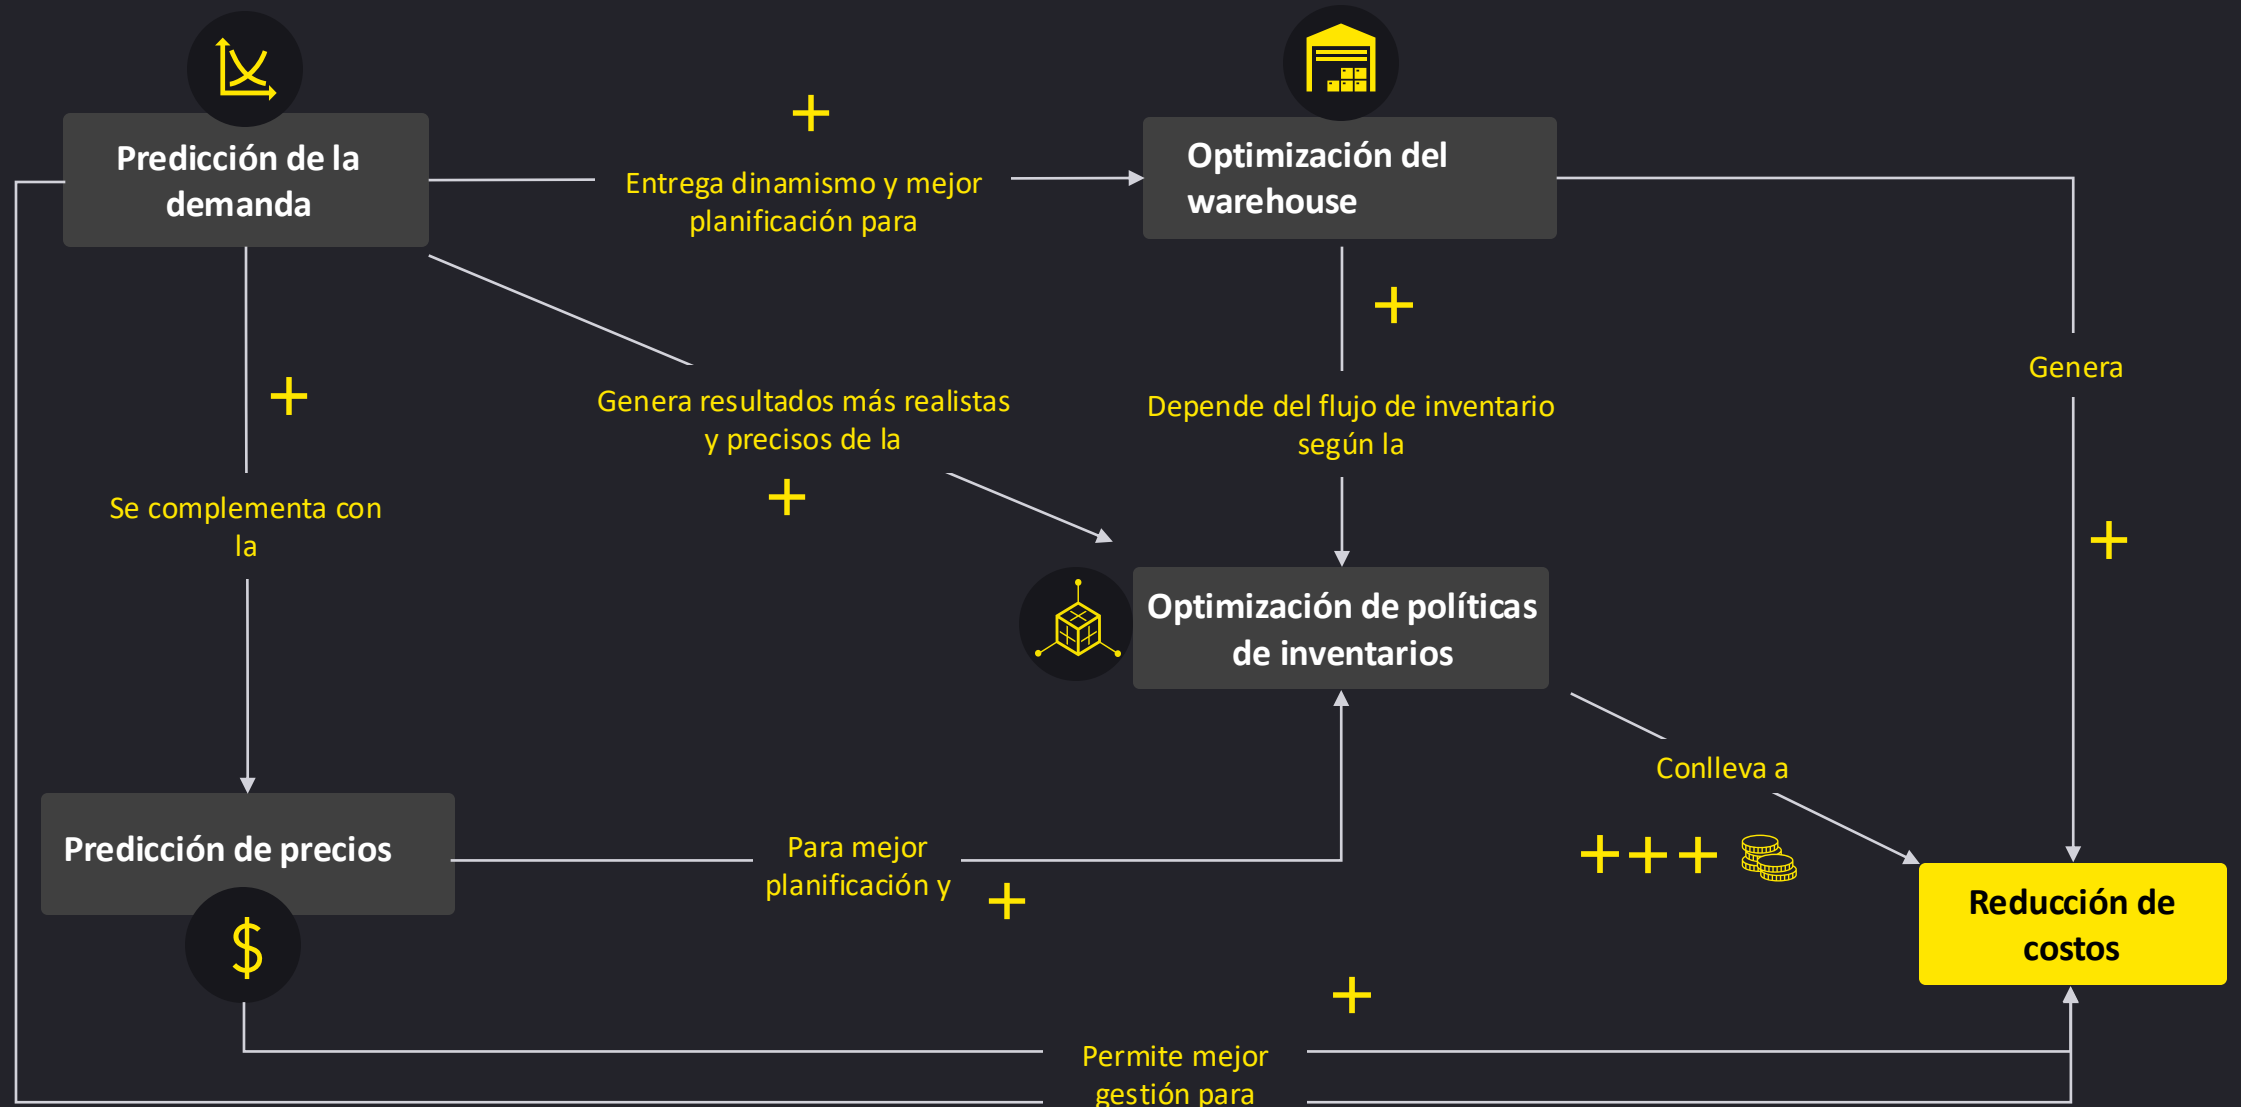 Predicción de la
demanda
+
Entrega dinamismo y mejor
planificación para
Optimización del
warehouse
+
Genera
+
Genera resultados más realistas
y precisos de la
+
Depende del flujo de inventario
según la
+
Se complementa con
la
Optimización de políticas
de inventarios
Conlleva a
+++
Predicción de precios
$
Para mejor
planificación y
+
Reducción de
costos
+
Permite mejor
gestión para